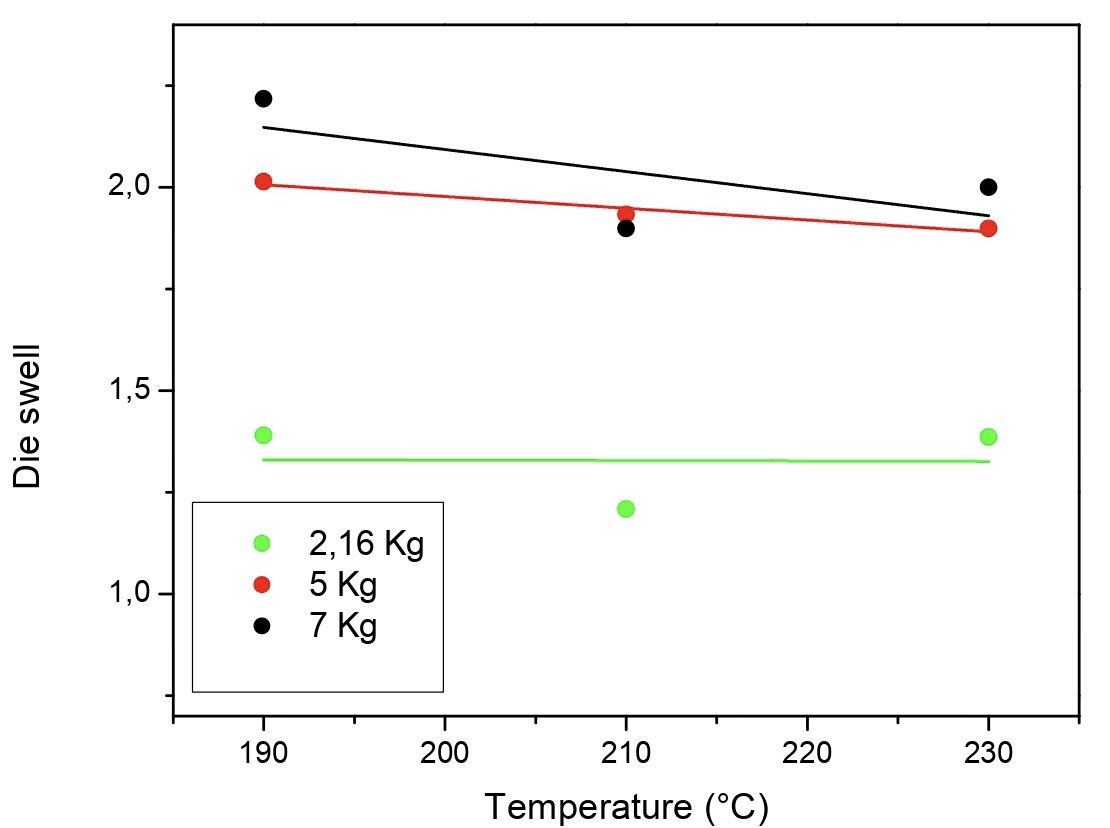 2,0
1,5
1,0
Die swell
2,16 Kg
5 Kg
7 Kg
190 200 210 220 230
Temperature (°C)